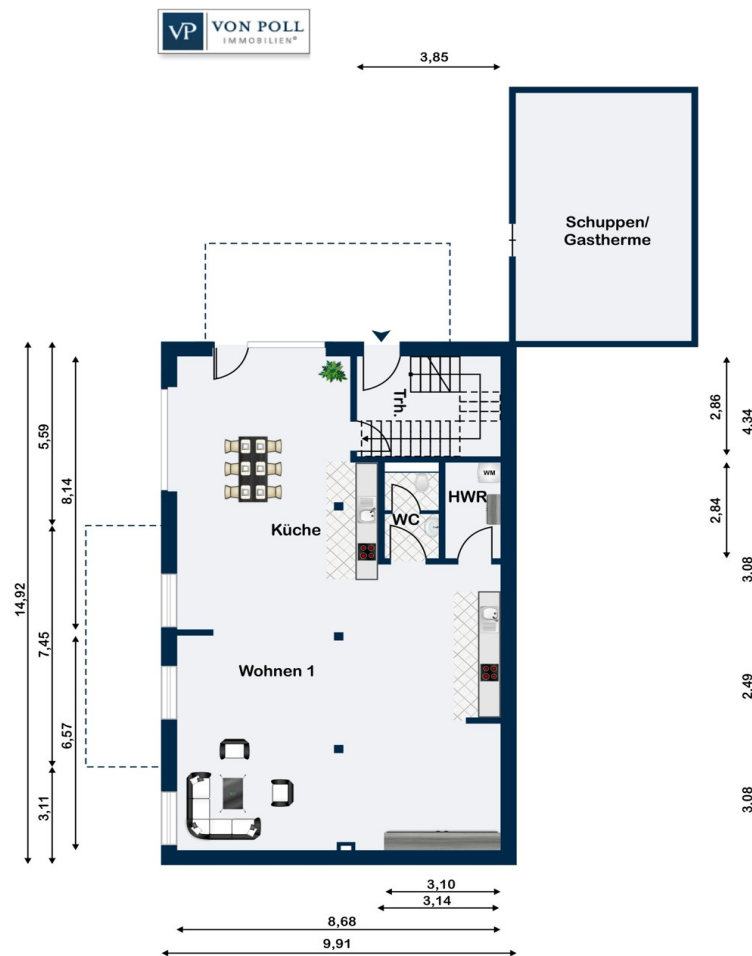 VP VON POLL
IMMOBILIEN®
3,85
Schuppen/
Gastherme
Trh.
5,59
8,14
2,86
4,34
WM
HWR
WC
Küche
2,84
14,92
7,45
3,08
Wohnen 1
2,49
6,57
3,11
3,08
3,10
3,14
8,68
9,91